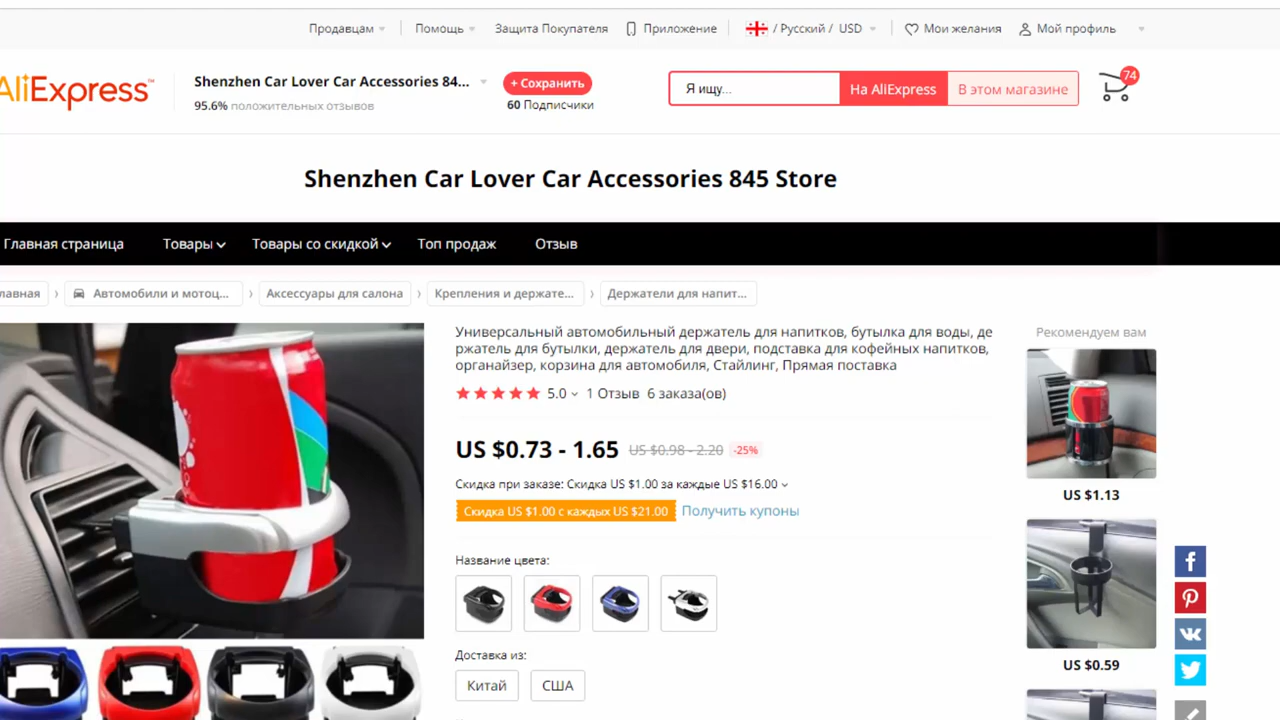 Продавцам
Помощь
Защита Покупателя
Приложение
/ Русский / USD
Мои желания
Мой профиль
AliExpress™
Shenzhen Car Lover Car Accessories 84...
95.6% положительных отзывов
+ Сохранить
60 Подписчики
Я ищу...
На AliExpress
В этом магазине
74
Shenzhen Car Lover Car Accessories 845 Store
Главная страница
Товары
Товары со скидкой
Топ продаж
Отзыв
лавная
Автомобили и мотоц...
Аксессуары для салона
Крепления и держате...
Держатели для напит...
Универсальный автомобильный держатель для напитков, бутылка для воды, де
ржатель для бутылки, держатель для двери, подставка для кофейных напитков,
органайзер, корзина для автомобиля, Стайлинг, Прямая поставка
5.0 1 Отзыв 6 заказа(ов)
US $0.73 - 1.65 US $0.98 - 2.20 -25%
Скидка при заказе: Скидка US $1.00 за каждые US $16.00
Скидка US $1.00 с каждых US $21.00 Получить купоны
Название цвета:
Доставка из:
Китай
США
Рекомендуем вам
US $1.13
US $0.59